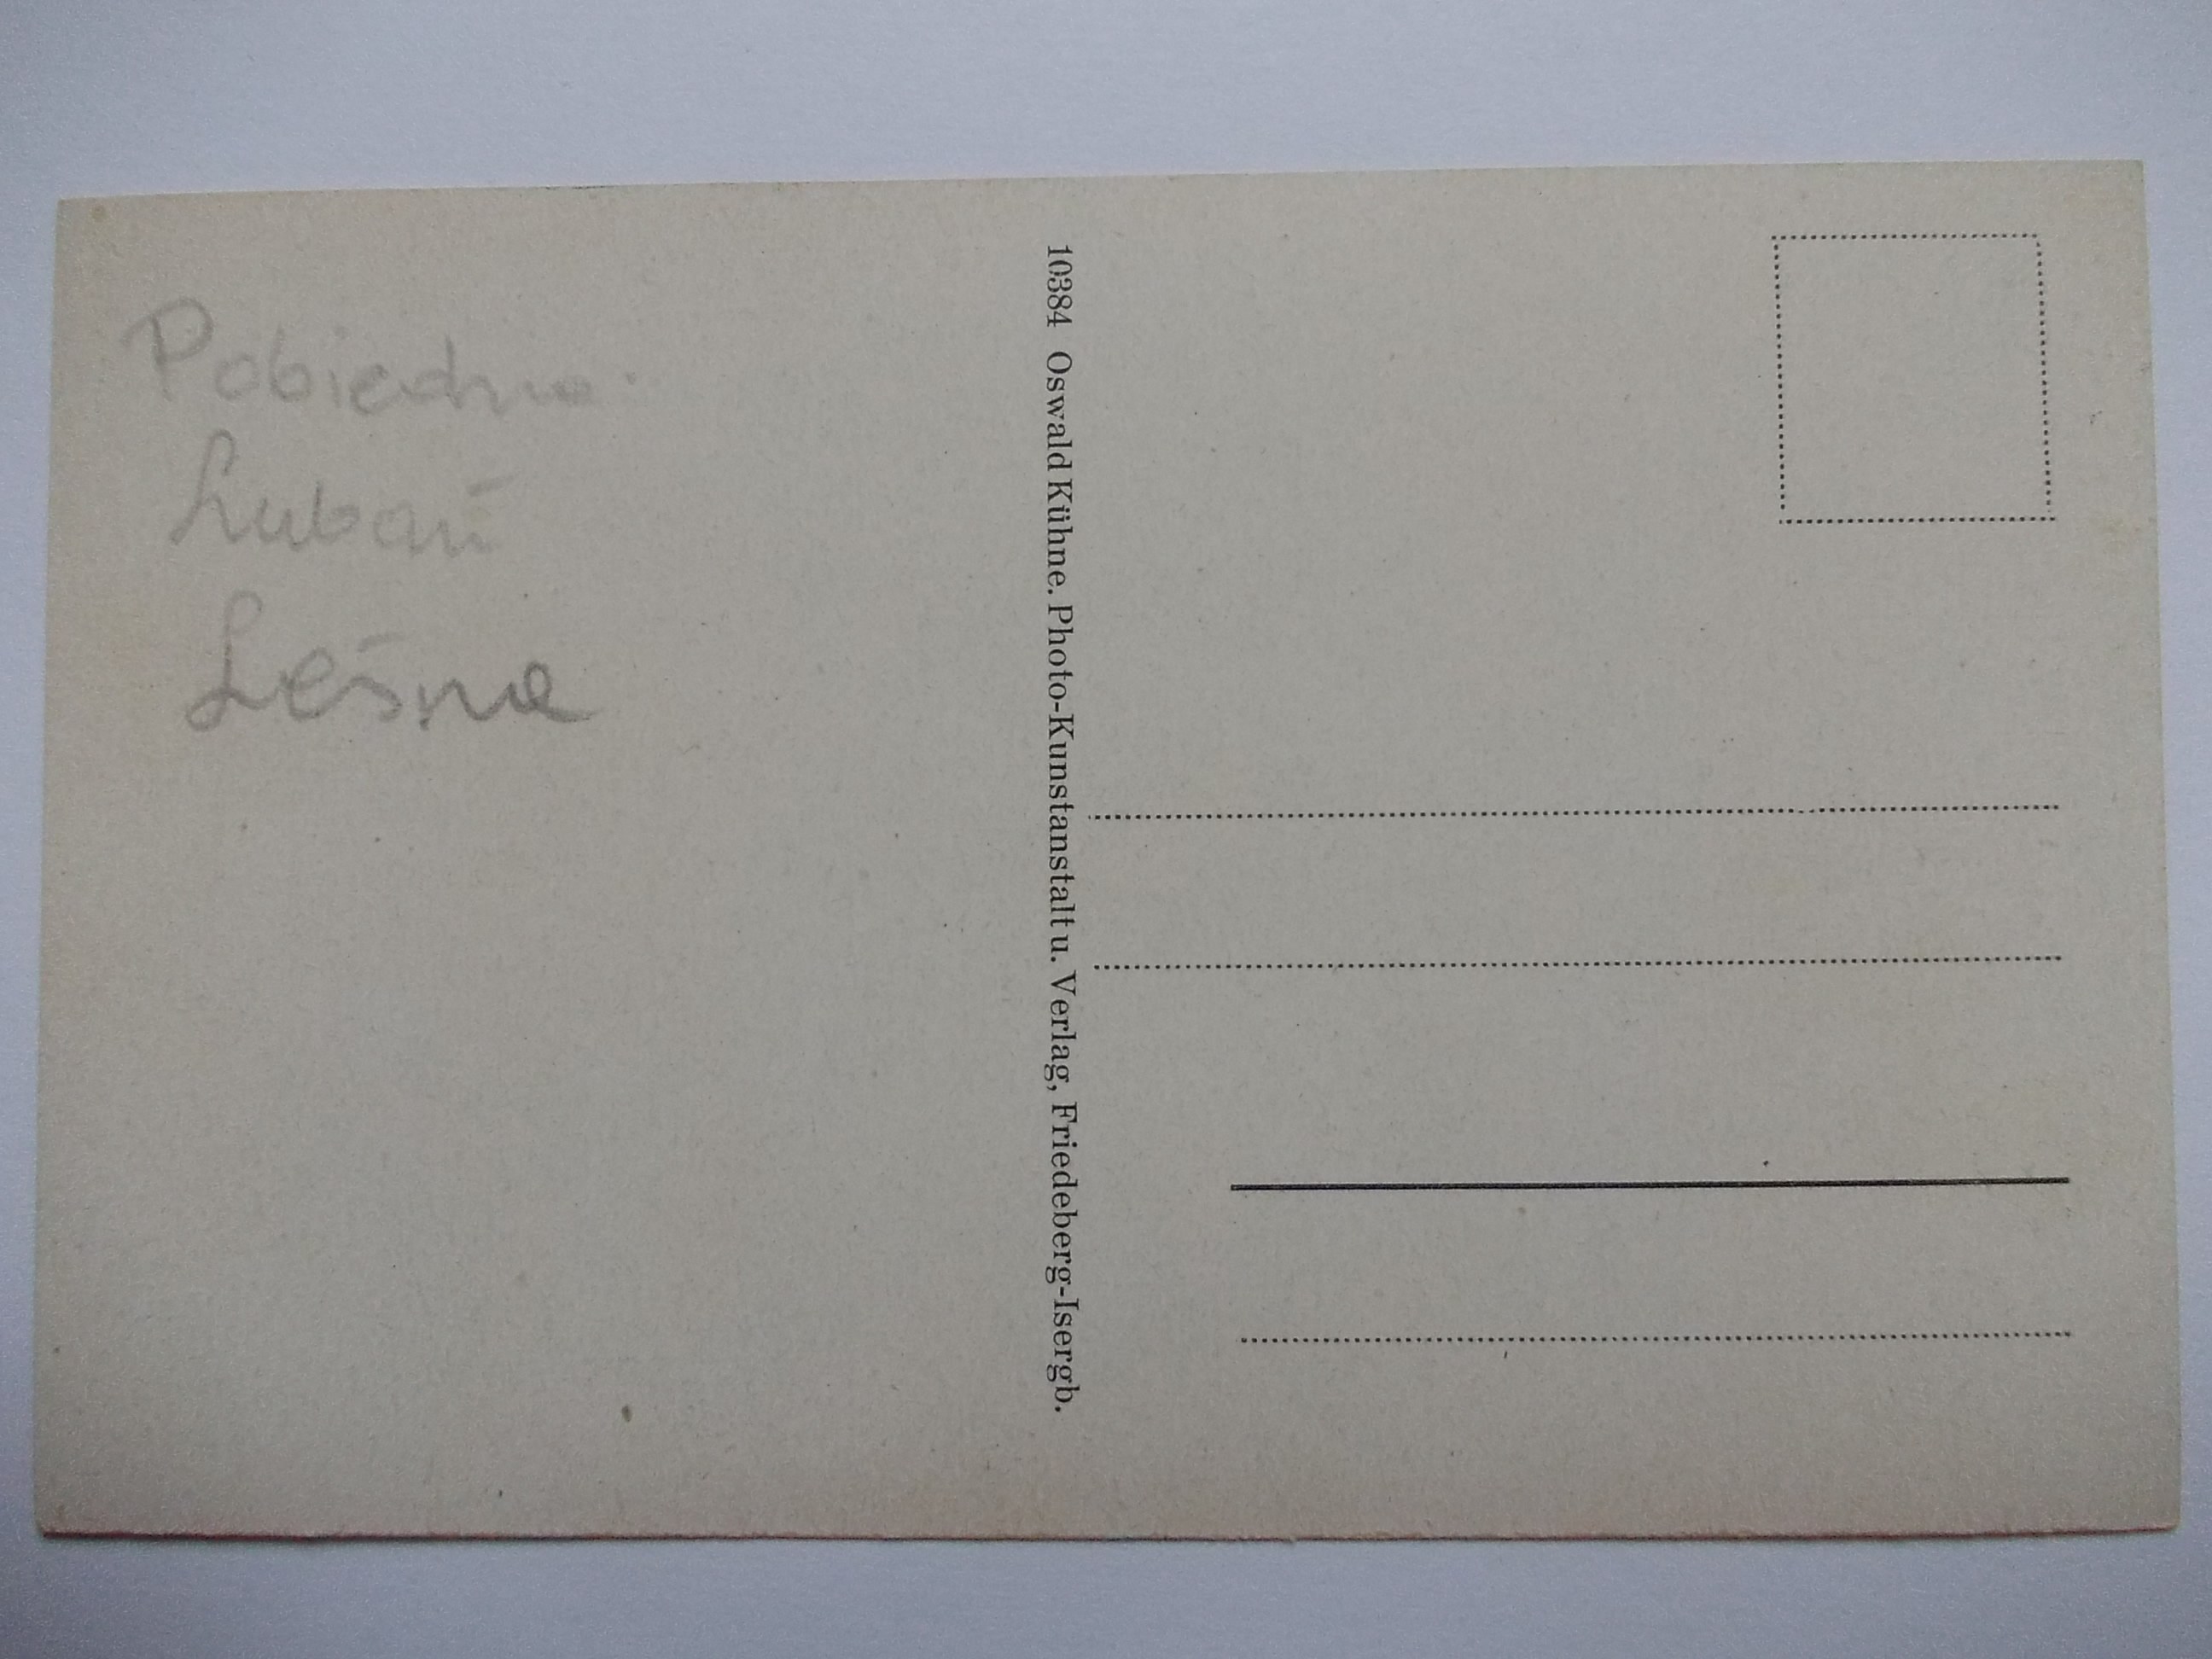 Pobiedna.
Lubań
Leśna
10384 Oswald Kühne. Photo-Kunstanstalt u. Verlag, Friedeberg-Isergb.